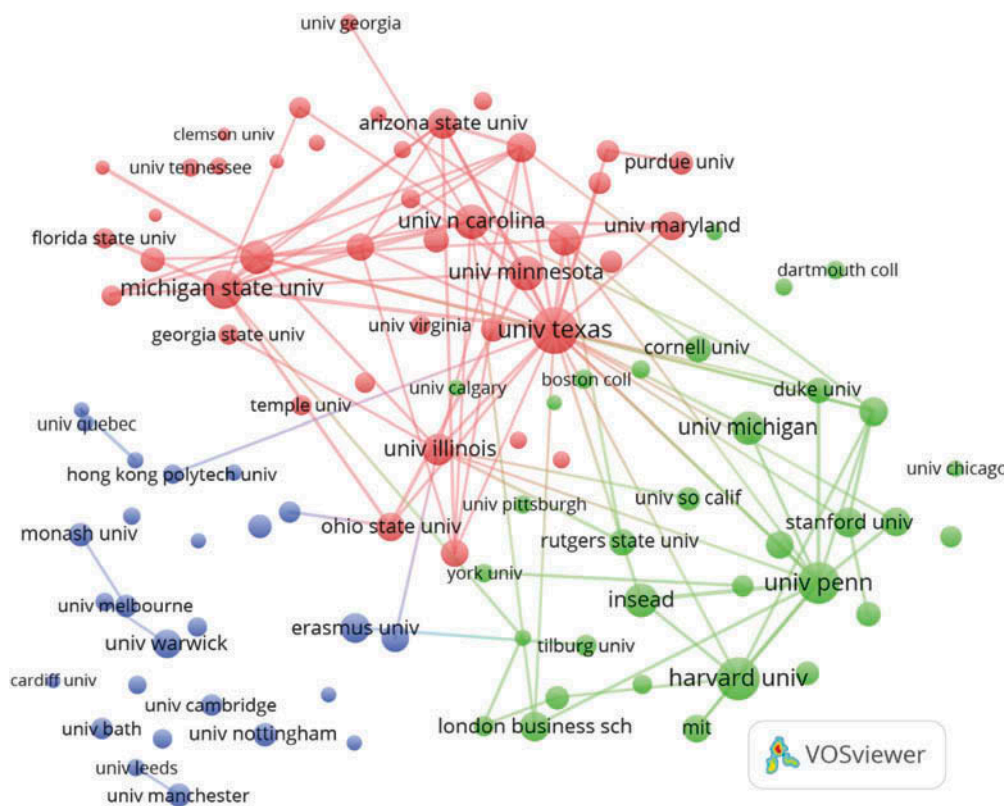 univ georgia
arizona state univ
clemson univ
univ tennessee
purdue univ
univ n carolina
univ maryland
florida state univ
dartmouth coll
univ minnesota
michigan state univ
univ virginia
univ texas
georgia state univ
cornell univ
boston coll
univ calgary
duke univ
temple univ
univ quebec
univ michigan
univ illinois
univ chicago
hong kong polytech univ
univ so calif
univ pittsburgh
stanford univ
ohio state univ
monash univ
rutgers state univ
york univ
univ penn
insead
univ melbourne
erasmus univ
univ warwick
tilburg univ
cardiff univ
harvard univ
univ cambridge
london business sch
mit
univ bath
univ nottingham
VOSviewer
univ leeds
univ manchester